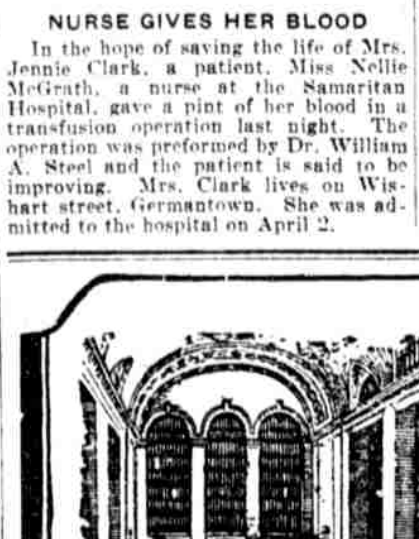 NURSE GIVES HER BLOOD
In the hope of saving the life of Mrs.
Jennie Clark, a patient, Miss Nellie
McGrath, a nurse at the Samaritan
Hospital, gave a pint of her blood in a
transfusion operation last night. The
operation was preformed by Dr. William
A. Steel and the patient is said to be
improving. Mrs. Clark lives on Wis-
hart street, Germantown. She was ad-
mitted to the hospital on April 2.